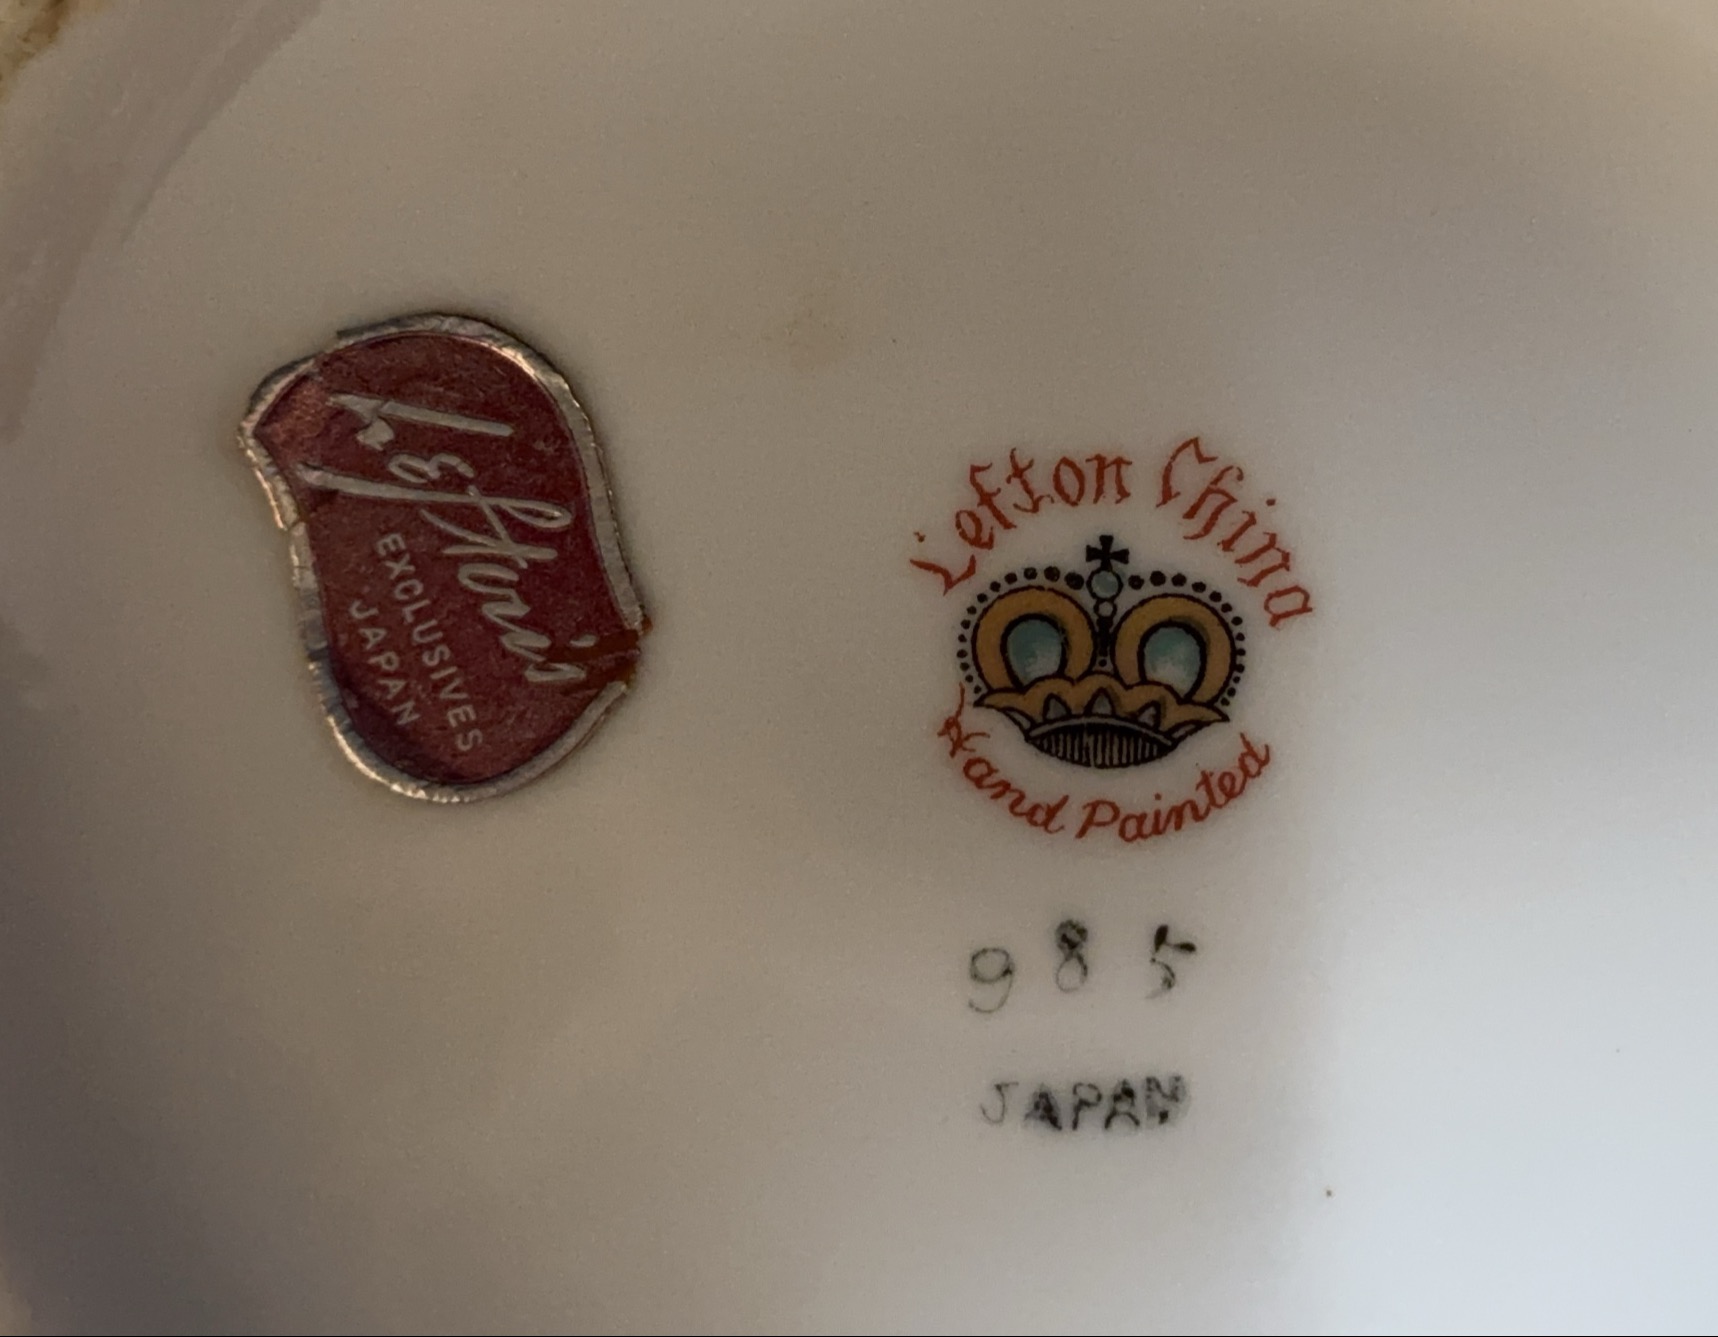 Lefton's
EXCLUSIVES
JAPAN
Lefton China
Hand Painted
985
JAPAN